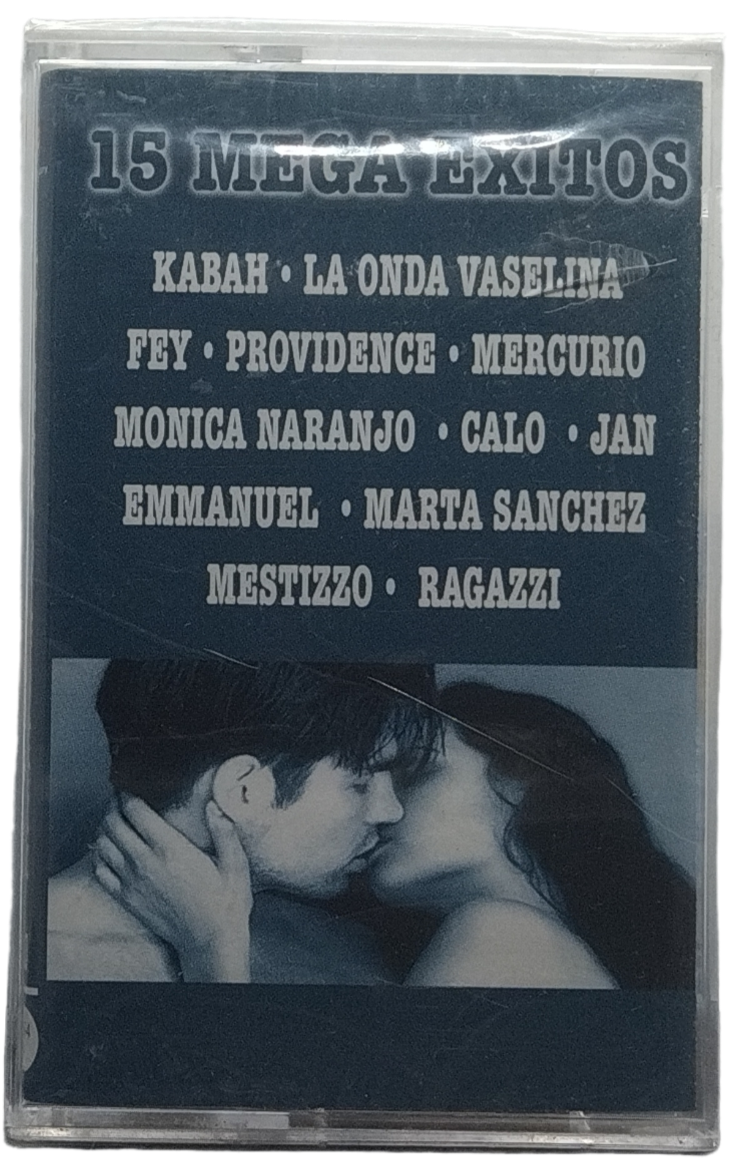 15 MEGA EXITOS
KABAH • LA ONDA VASELINA
FEY • PROVIDENCE • MERCURIO
MONICA NARANJO • CALO • JAN
EMMANUEL • MARTA SANCHEZ
MESTIZZO • RAGAZZI